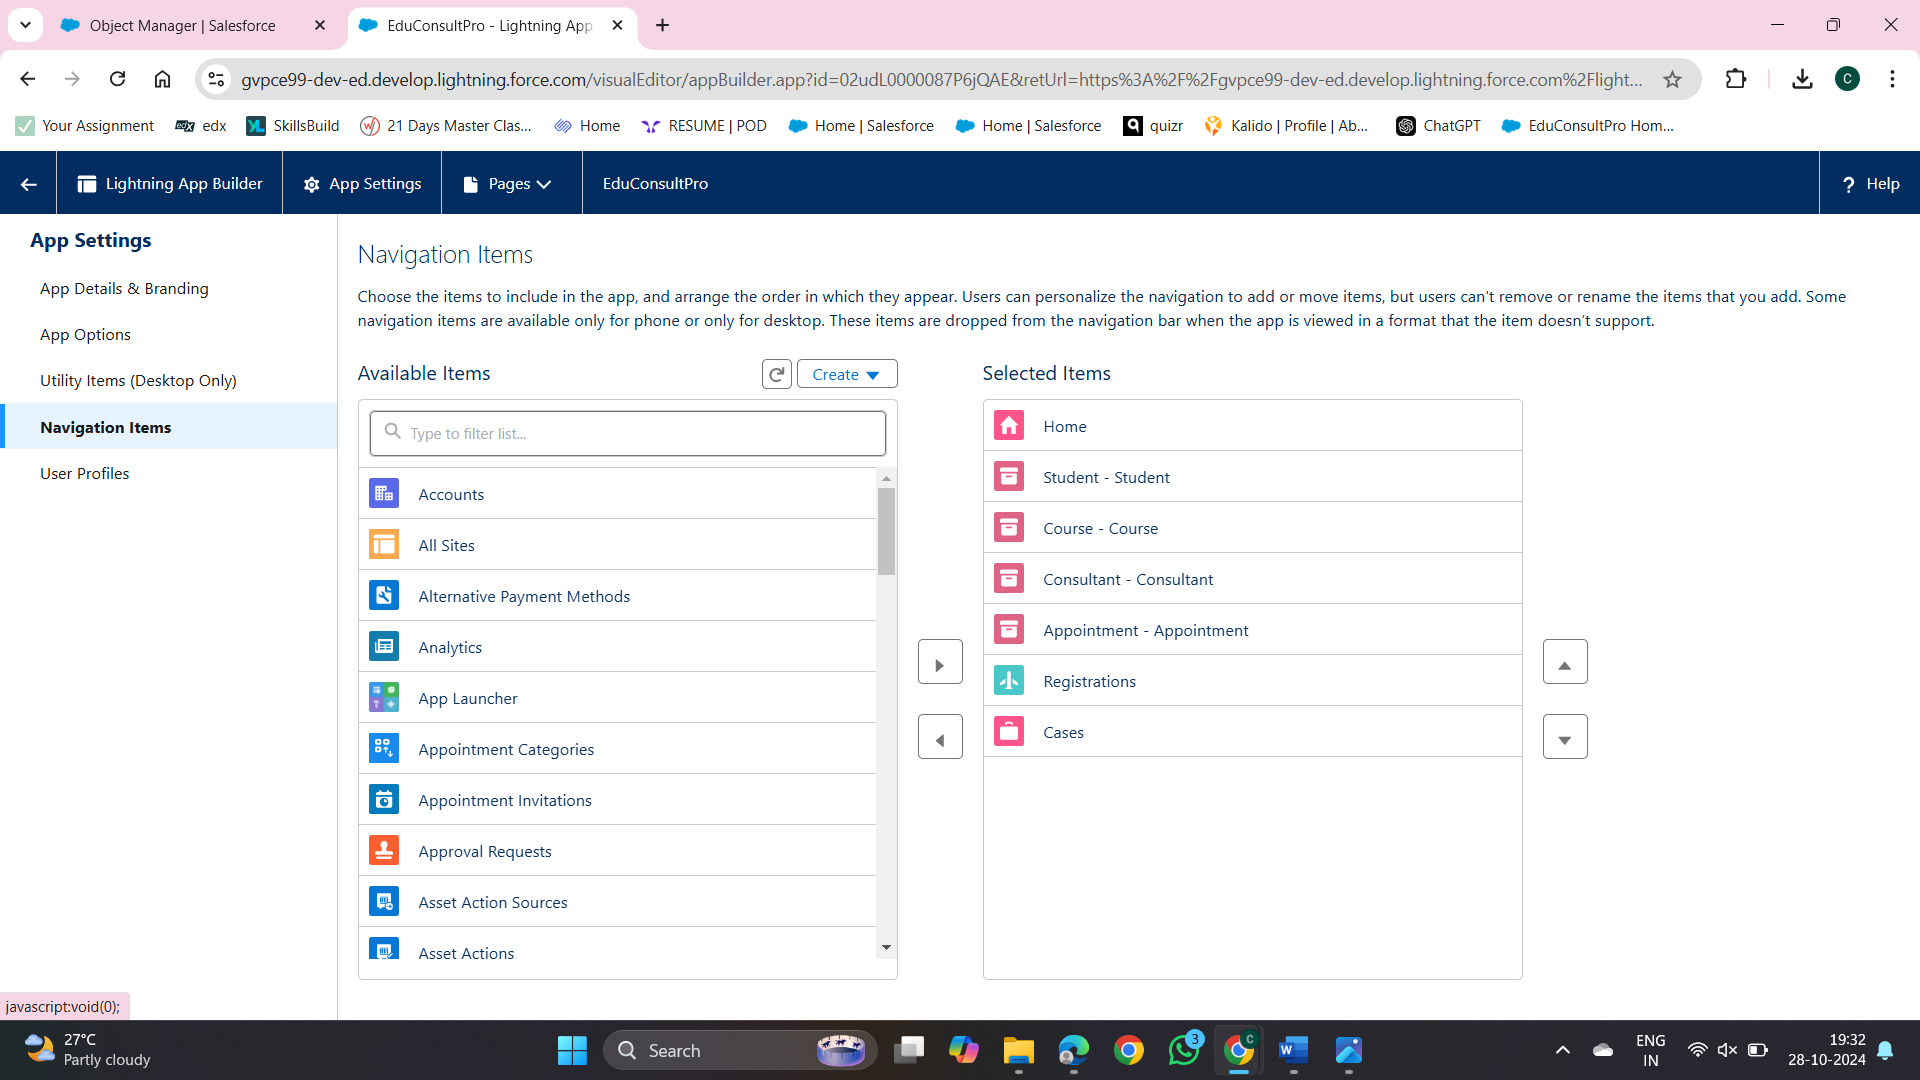 Object Manager | Salesforce
EduConsultPro - Lightning App
gvpce99-dev-ed.develop.lightning.force.com/visualEditor/appBuilder.app?id=02udL0000087P6jQAE&retUrl=https%3A%2F%2Fgvpce99-dev-ed.develop.lightning.force.com%2Flight...
C
Your Assignment
edx
SkillsBuild
21 Days Master Clas...
Home
RESUME | POD
Home | Salesforce
Home | Salesforce
quizr
Kalido | Profile | Ab...
ChatGPT
EduConsultPro Hom...
Lightning App Builder
App Settings
Pages
EduConsultPro
? Help
App Settings
App Details & Branding
App Options
Utility Items (Desktop Only)
Navigation Items
User Profiles
Navigation Items
Choose the items to include in the app, and arrange the order in which they appear. Users can personalize the navigation to add or move items, but users can't remove or rename the items that you add. Some
navigation items are available only for phone or only for desktop. These items are dropped from the navigation bar when the app is viewed in a format that the item doesn't support.
Available Items
Create
Type to filter list...
Accounts
All Sites
Alternative Payment Methods
Analytics
App Launcher
Appointment Categories
Appointment Invitations
Approval Requests
Asset Action Sources
Asset Actions
Selected Items
Home
Student - Student
Course - Course
Consultant - Consultant
Appointment - Appointment
Registrations
Cases
javascript:void(0);
27°C
Partly cloudy
Search
3
C
W
ENG
IN
19:32
28-10-2024